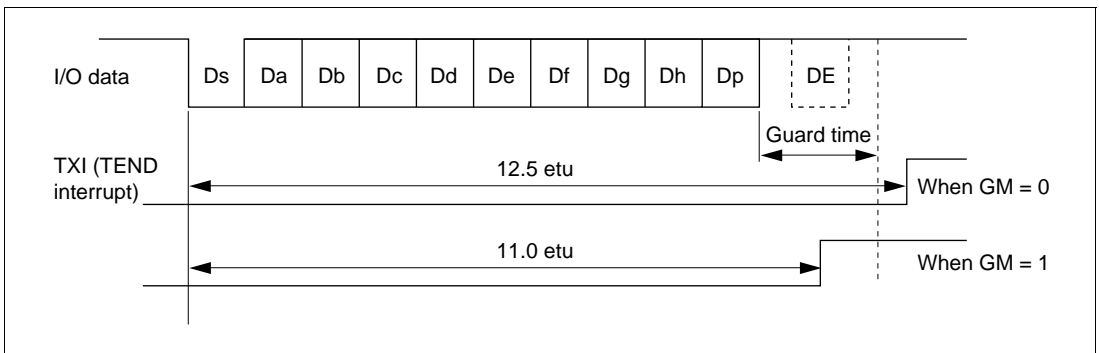 I/O data
Ds Da Db Dc Dd De Df Dg Dh Dp DE
Guard time
TXI (TEND
interrupt)
12.5 etu
When GM = 0
11.0 etu
When GM = 1